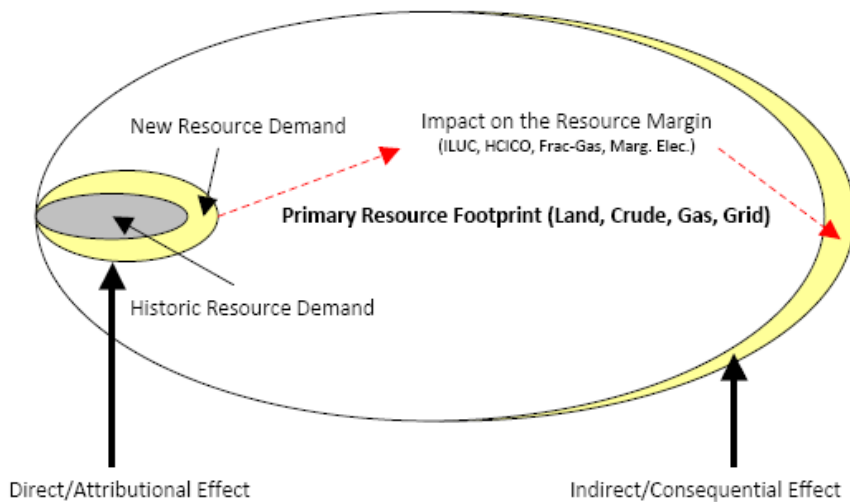 New Resource Demand
Impact on the Resource Margin
(ILUC, HCICO, Frac-Gas, Marg. Elec.)
Primary Resource Footprint (Land, Crude, Gas, Grid)
Historic Resource Demand
Direct/Attributional Effect
Indirect/Consequential Effect